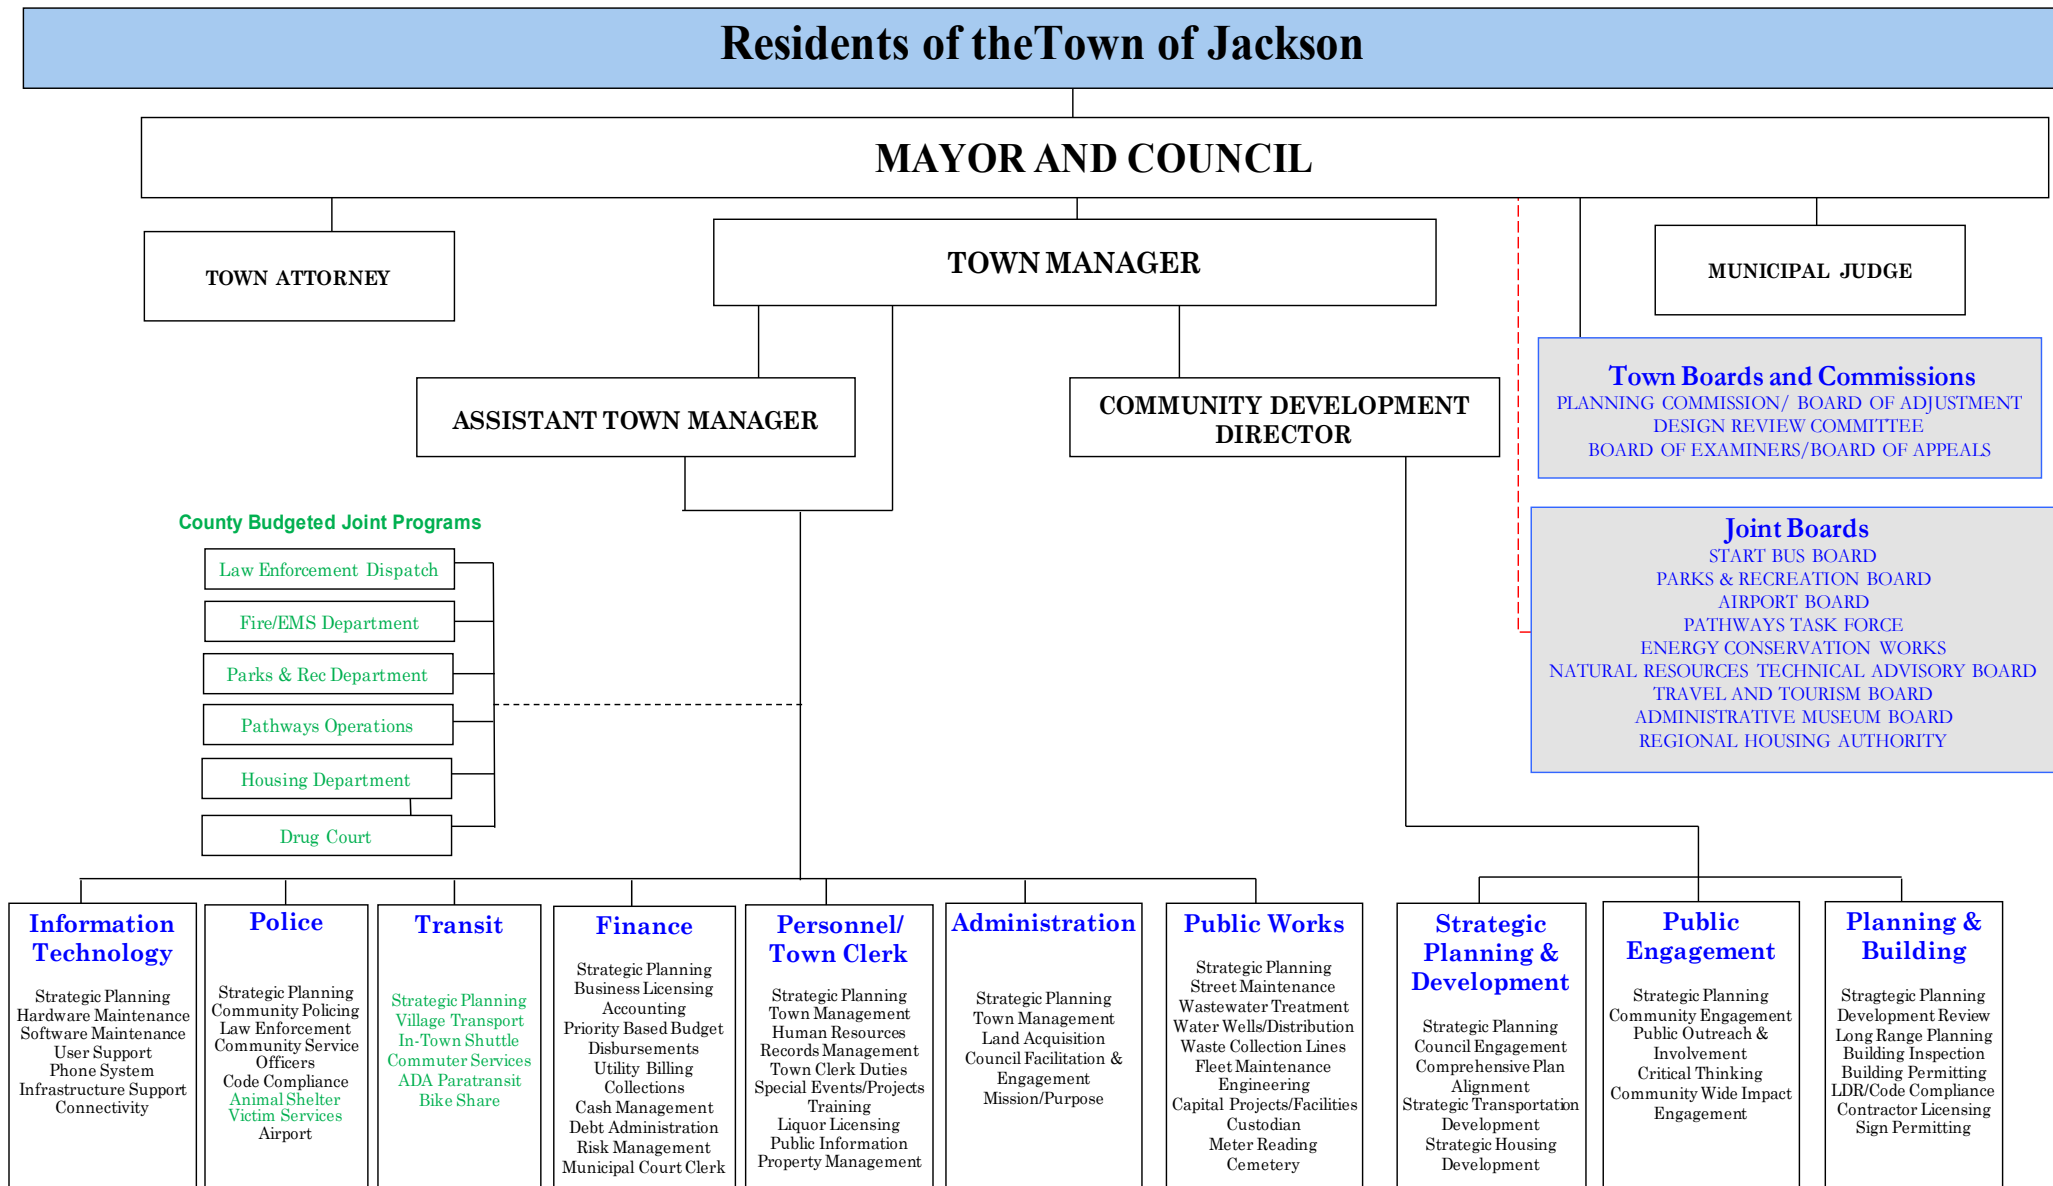 Residents of theTown of Jackson
MAYOR AND COUNCIL
TOWN ATTORNEY
TOWN MANAGER
MUNICIPAL JUDGE
ASSISTANT TOWN MANAGER
COMMUNITY DEVELOPMENT
DIRECTOR
Town Boards and Commissions
PLANNING COMMISSION/ BOARD OF ADJUSTMENT
DESIGN REVIEW COMMITTEE
BOARD OF EXAMINERS/BOARD OF APPEALS
Joint Boards
START BUS BOARD
PARKS & RECREATION BOARD
AIRPORT BOARD
PATHWAYS TASK FORCE
ENERGY CONSERVATION WORKS
NATURAL RESOURCES TECHNICAL ADVISORY BOARD
TRAVEL AND TOURISM BOARD
ADMINISTRATIVE MUSEUM BOARD
REGIONAL HOUSING AUTHORITY
County Budgeted Joint Programs
Law Enforcement Dispatch
Fire/EMS Department
Parks & Rec Department
Pathways Operations
Housing Department
Drug Court
Information
Technology
Strategic Planning
Hardware Maintenance
Software Maintenance
User Support
Phone System
Infrastructure Support
Connectivity
Police
Strategic Planning
Community Policing
Law Enforcement
Community Service
Officers
Code Compliance
Animal Shelter
Victim Services
Airport
Transit
Strategic Planning
Village Transport
In-Town Shuttle
Commuter Services
ADA Paratransit
Bike Share
Finance
Strategic Planning
Business Licensing
Accounting
Priority Based Budget
Disbursements
Utility Billing
Collections
Cash Management
Debt Administration
Risk Management
Municipal Court Clerk
Personnel/
Town Clerk
Strategic Planning
Town Management
Human Resources
Records Management
Town Clerk Duties
Special Events/Projects
Training
Liquor Licensing
Public Information
Property Management
Administration
Strategic Planning
Town Management
Land Acquisition
Council Facilitation &
Engagement
Mission/Purpose
Public Works
Strategic Planning
Street Maintenance
Wastewater Treatment
Water Wells/Distribution
Waste Collection Lines
Fleet Maintenance
Engineering
Capital Projects/Facilities
Custodian
Meter Reading
Cemetery
Strategic
Planning &
Development
Strategic Planning
Council Engagement
Comprehensive Plan
Alignment
Strategic Transportation
Development
Strategic Housing
Development
Public
Engagement
Strategic Planning
Community Engagement
Public Outreach &
Involvement
Critical Thinking
Community Wide Impact
Engagement
Planning &
Building
Stragtegic Planning
Development Review
Long Range Planning
Building Inspection
Building Permitting
LDR/Code Compliance
Contractor Licensing
Sign Permitting